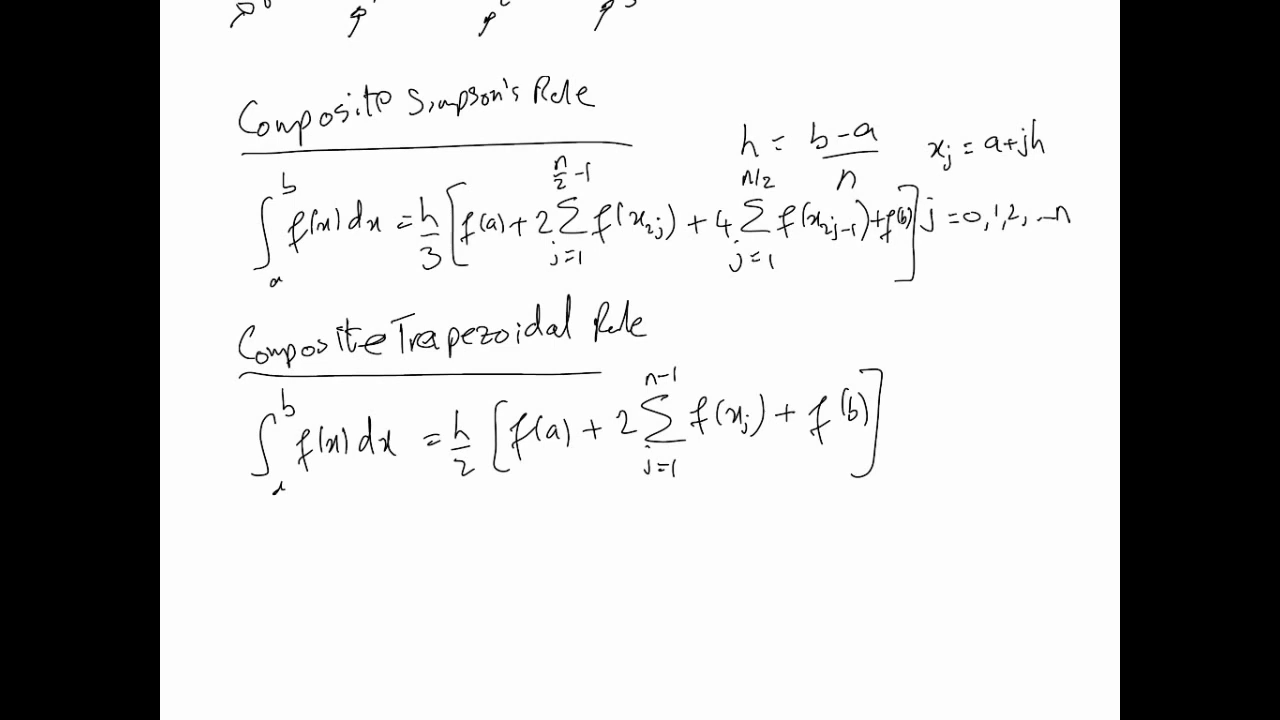 Composite Simpson's Rule
h = (b-a)/n    x_j = a+jh
∫_a^b f(x) dx = h/3 [f(a) + 2 Σ_{j=1}^{n/2 -1} f(x_{2j}) + 4 Σ_{j=1}^{n/2} f(x_{2j-1}) + f(b)] j = 0,1,2, ...n
Composite Trapezoidal Rule
∫_a^b f(x) dx = h/2 [f(a) + 2 Σ_{j=1}^{n-1} f(x_j) + f(b)]